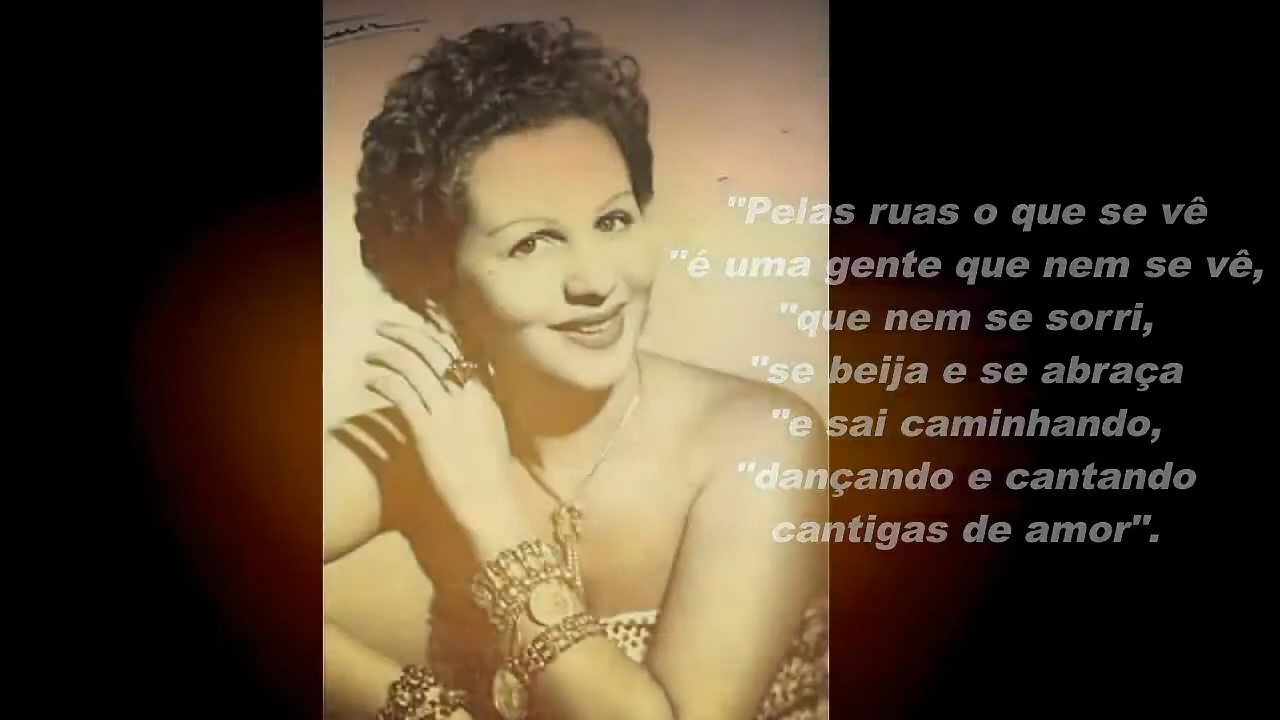 "Pelas ruas o que se vê
"é uma gente que nem se vê,
"que nem se sorri,
"se beija e se abraça
"e sai caminhando,
"dançando e cantando
cantigas de amor".